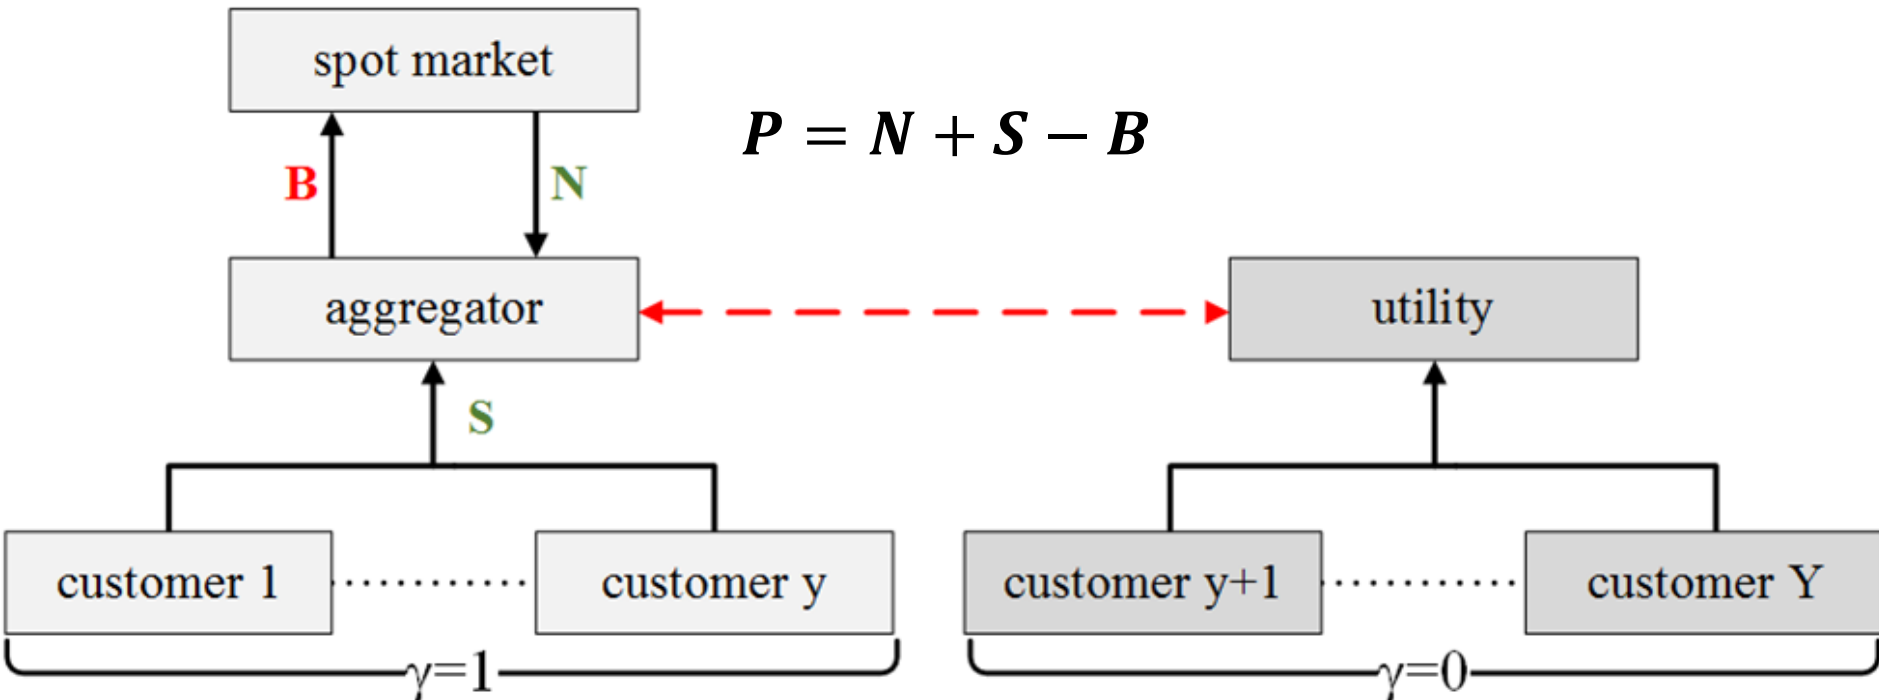 spot market
P = N + S − B
B
N
aggregator
utility
S
customer 1
customer y
customer y+1
customer Y
γ=1
γ=0